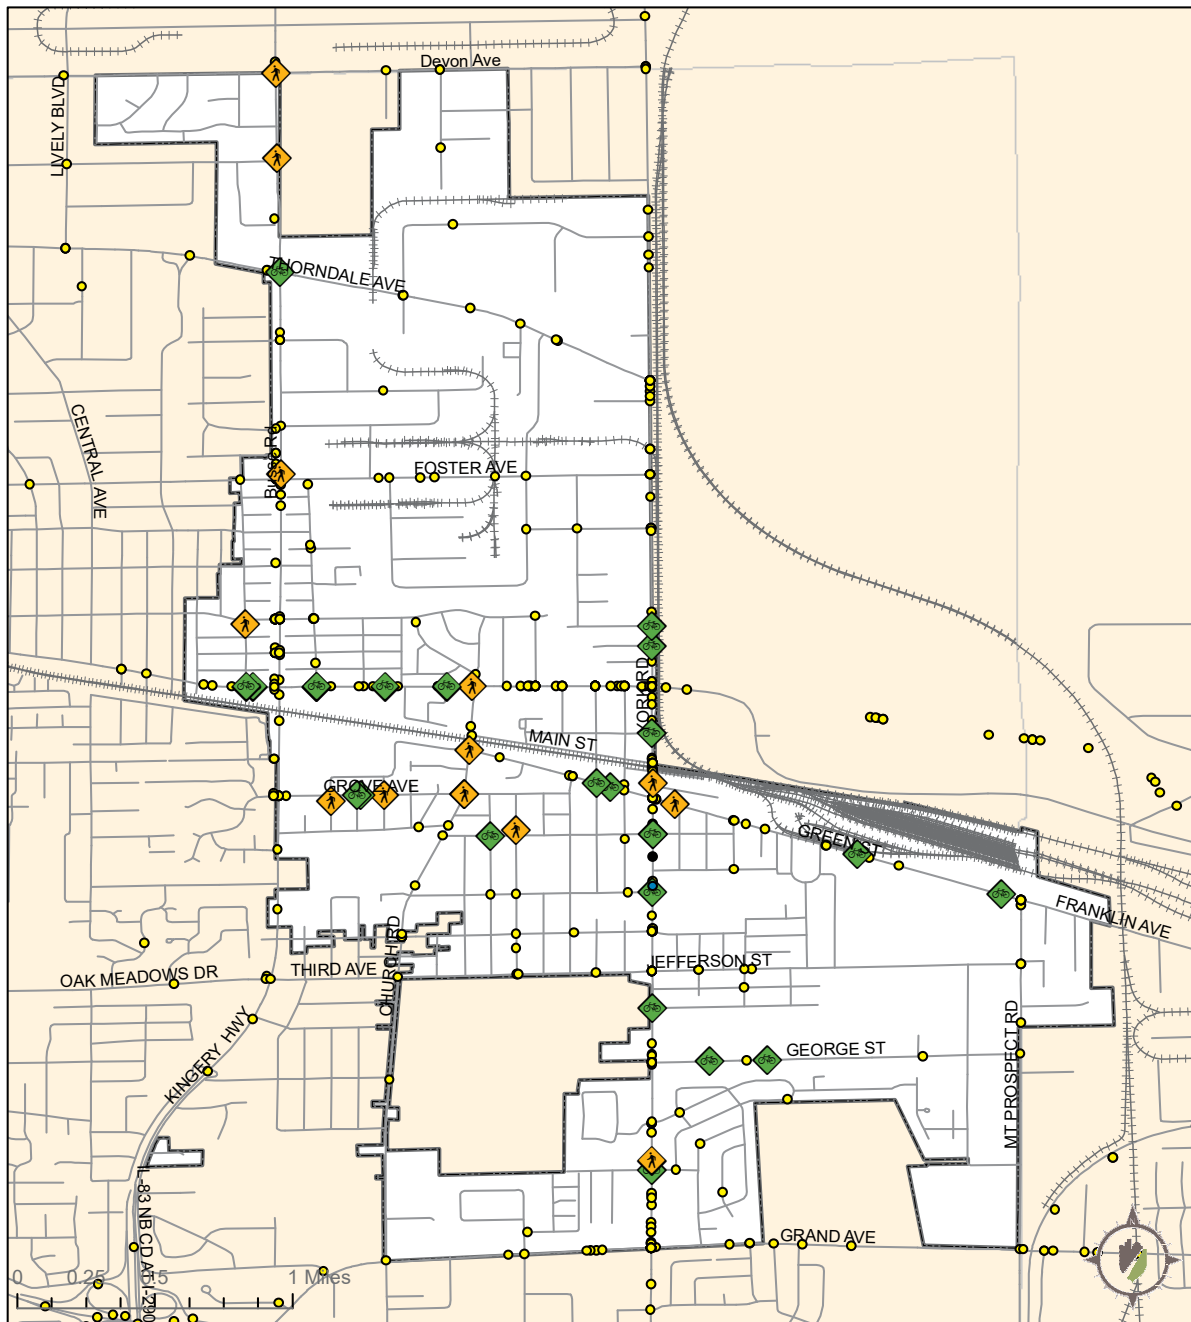 Devon Ave
LIVELY BLVD
THORNDALE AVE
CENTRAL AVE
FOSTER AVE
YORK RD
MAIN ST
GROVE AVE
GREEN ST
FRANKLIN AVE
CHURCH RD
OAK MEADOWS DR
THIRD AVE
JEFFERSON ST
KINGERY HWY
GEORGE ST
MT PROSPECT RD
GRAND AVE
0 0.25 0.5 1 Miles